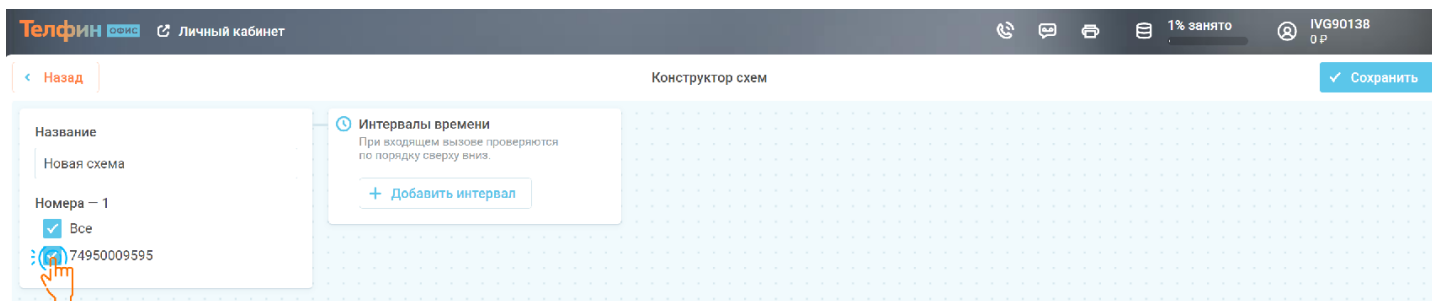 Телфин ОФИС Личный кабинет 1% занято IVG90138
0 ₽
Назад Конструктор схем Сохранить
Название
Новая схема
Номера — 1
Все
74950009595
Интервалы времени
При входящем вызове проверяются
по порядку сверху вниз.
+ Добавить интервал